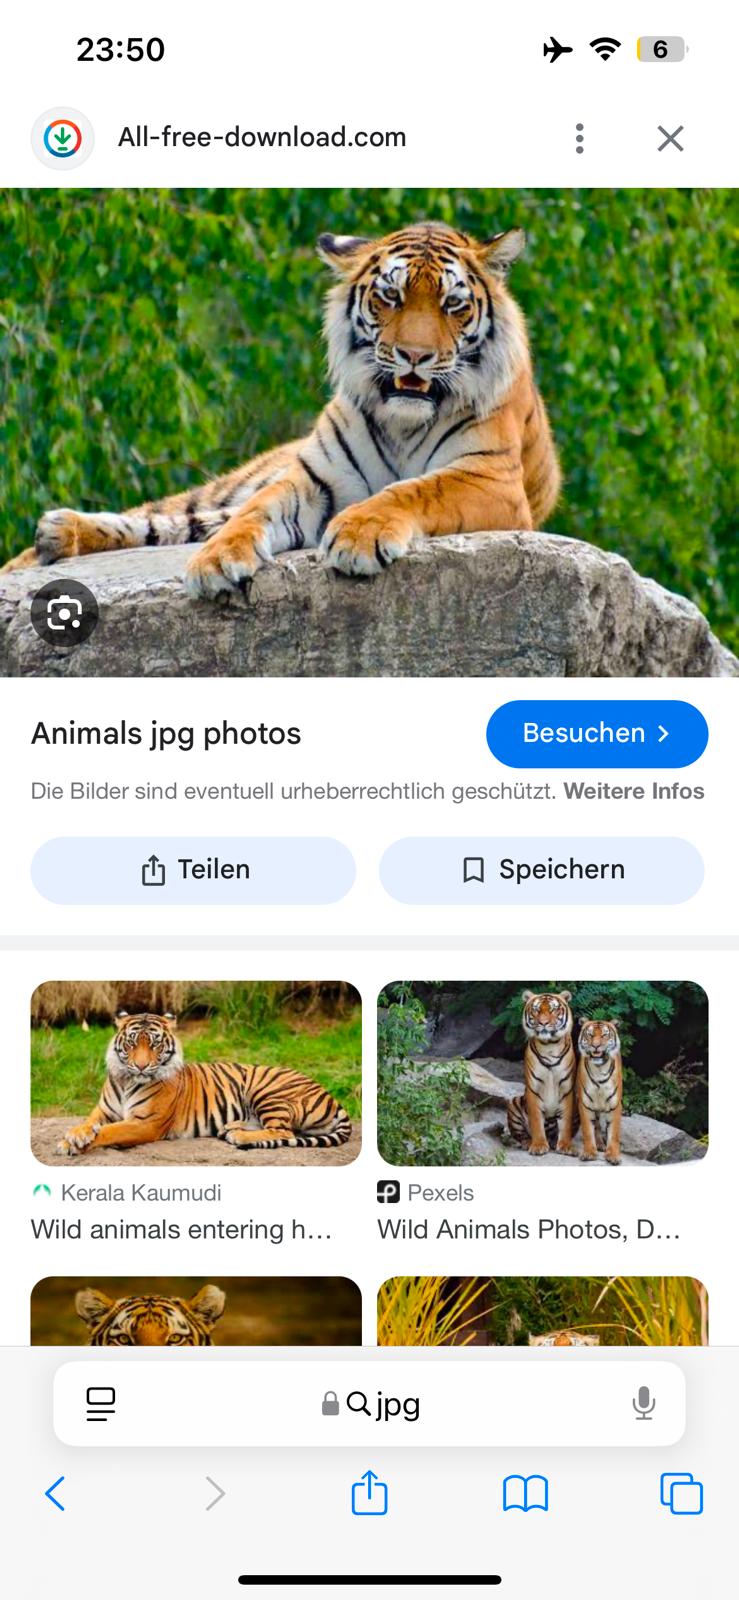 23:50
6
All-free-download.com
Animals jpg photos
Besuchen
Die Bilder sind eventuell urheberrechtlich geschützt. Weitere Infos
Teilen
Speichern
Kerala Kaumudi
Wild animals entering h...
Pexels
Wild Animals Photos, D...
jpg